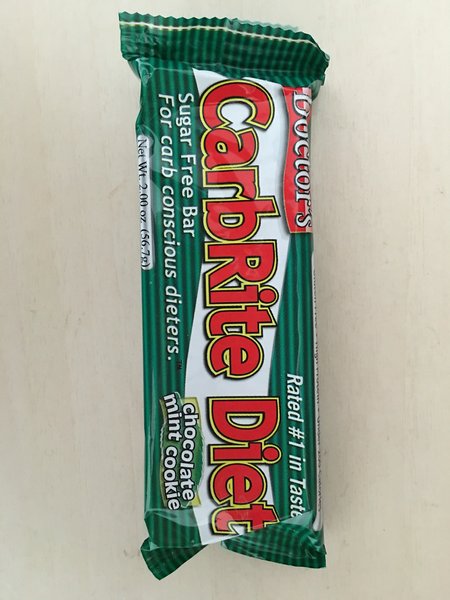 Doctor's
CarbRite Diet
Sugar Free Bar
For carb conscious dieters.™
Rated #1 in Taste
chocolate
mint cookie
Net Wt. 2.00 oz (56.7g)